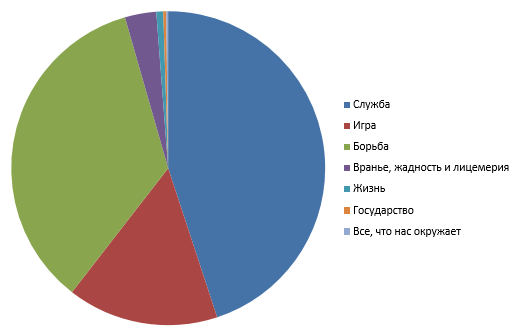 Служба
Игра
Борьба
Вранье, жадность и лицемерия
Жизнь
Государство
Все, что нас окружает